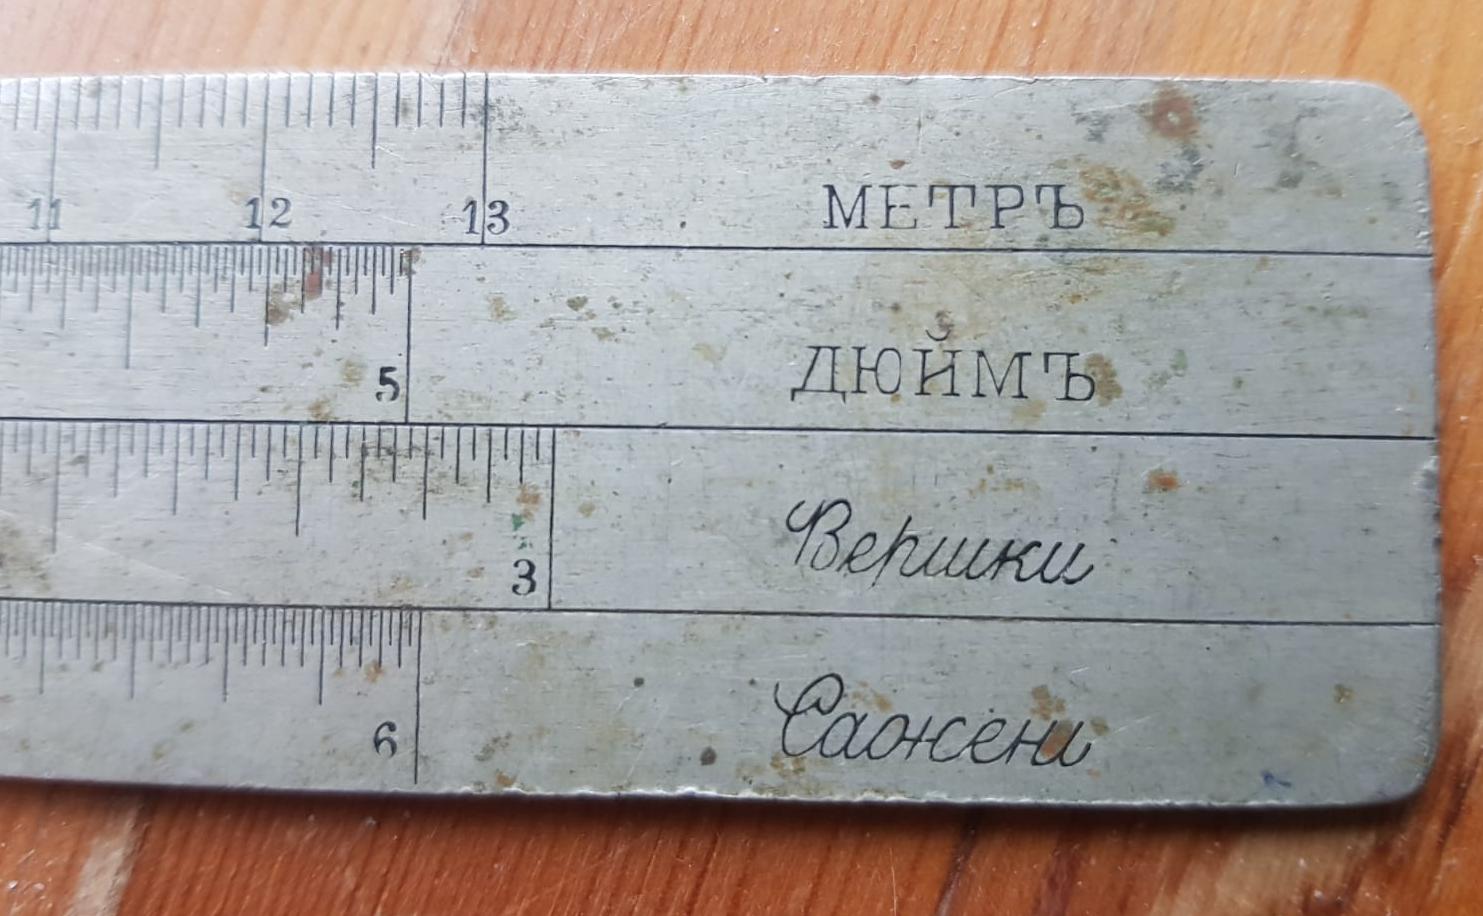 11 12 13 МЕТРЪ
5 ДЮЙМЪ
3 Вершки
6 Сажени